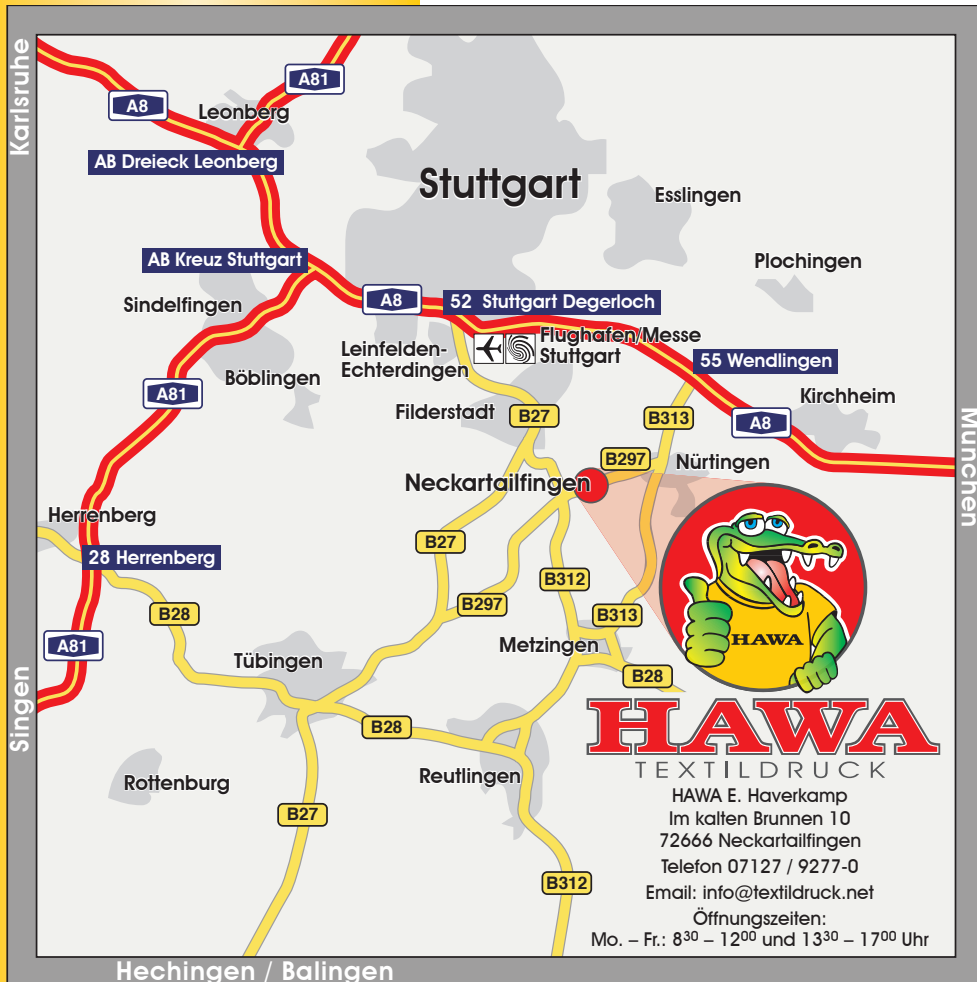 Karlsruhe
A81
A8
Leonberg
AB Dreieck Leonberg
Stuttgart
Esslingen
AB Kreuz Stuttgart
Plochingen
Sindelfingen
A8
52 Stuttgart Degerloch
Leinfelden-
Echterdingen
Flughafen/Messe
Stuttgart
55 Wendlingen
Böblingen
A81
Kirchheim
Filderstadt
B27
B313
A8
München
B297
Nürtingen
Neckartailfingen
Herrenberg
B27
28 Herrenberg
B312
B297
B28
B313
A81
Metzingen
Tübingen
B28
HAWA
Singen
B28
Reutlingen
Rottenburg
B27
B312
HAWA
TEXTILDRUCK
HAWA E. Haverkamp
Im kalten Brunnen 10
72666 Neckartailfingen
Telefon 07127 / 9277-0
Email: info@textildruck.net
Öffnungszeiten:
Mo. – Fr.: 8³⁰ – 12⁰⁰ und 13³⁰ – 17⁰⁰ Uhr
Hechingen / Balingen